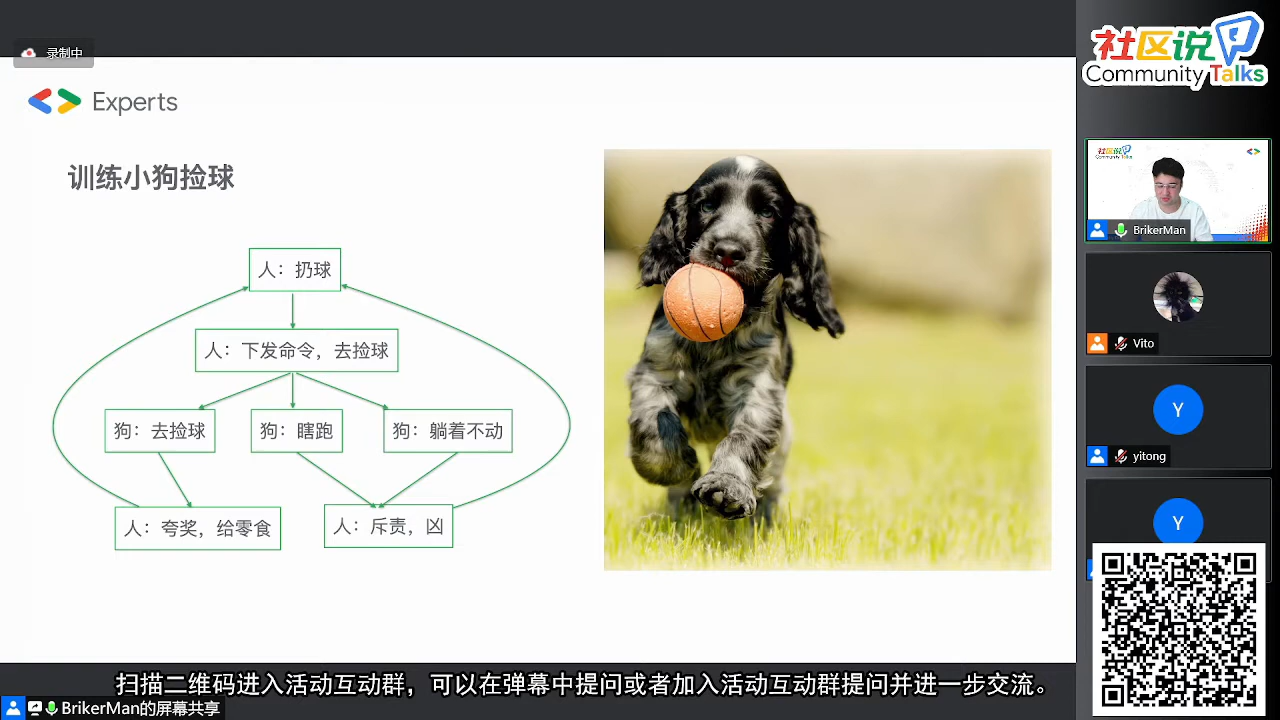 录制中
Experts
训练小狗捡球
人：扔球
人：下发命令，去捡球
狗：去捡球
狗：瞎跑
狗：躺着不动
人：夸奖，给零食
人：斥责，凶
社区说
Community Talks
社区说
Community Talks
BrikerMan
Vito
Y
yitong
Y
扫描二维码进入活动互动群，可以在弹幕中提问或者加入活动互动群提问并进一步交流。
BrikerMan的屏幕共享